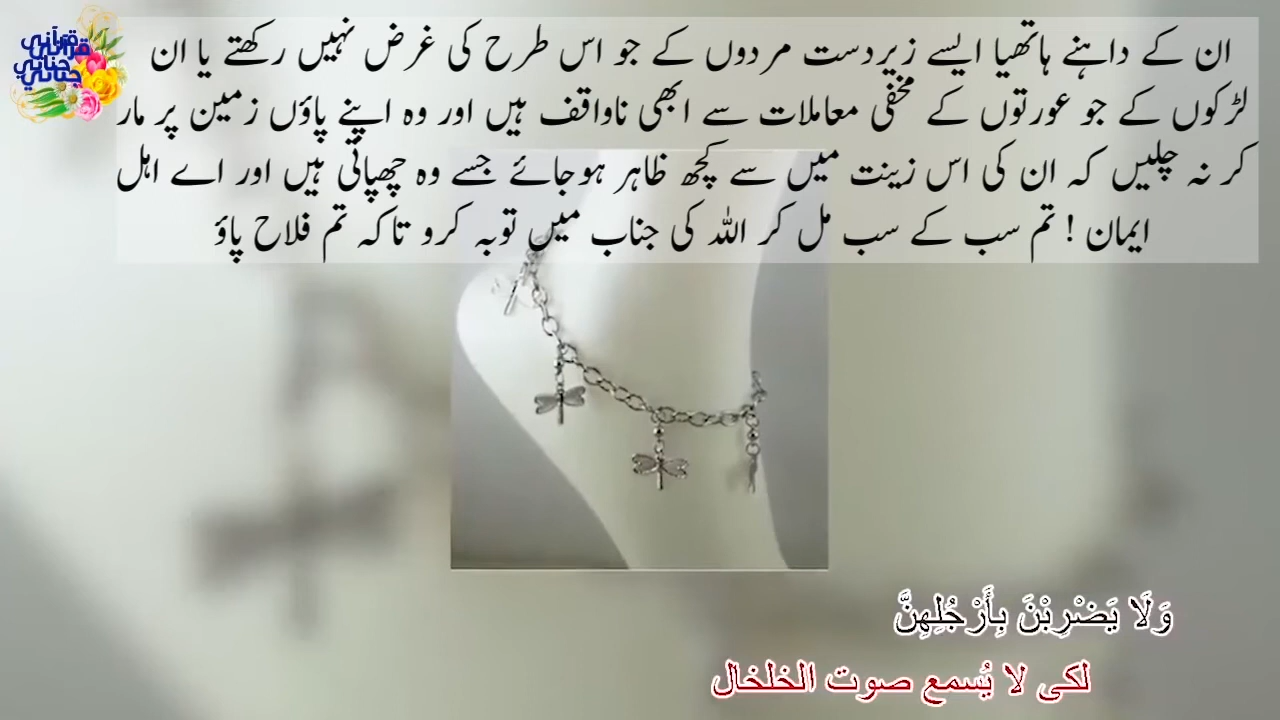 قرآني
قرآني
جناني
جناني
ان کے داہنے ہاتھیا ایسے زیردست مردوں کے جو اس طرح کی غرض نہیں رکھتے یا ان
لڑکوں کے جو عورتوں کے مخفی معاملات سے ابھی ناواقف ہیں اور وہ اپنے پاؤں زمین پر مار
کر نہ چلیں کہ ان کی اس زینت میں سے کچھ ظاہر ہوجائے جسے وہ چھپاتی ہیں اور اے اہل
ایمان ! تم سب کے سب مل کر اللہ کی جناب میں توبہ کرو تاکہ تم فلاح پاؤ
وَلَا يَضْرِبْنَ بِأَرْجُلِهِنَّ
لكى لا يُسمع صوت الخلخال